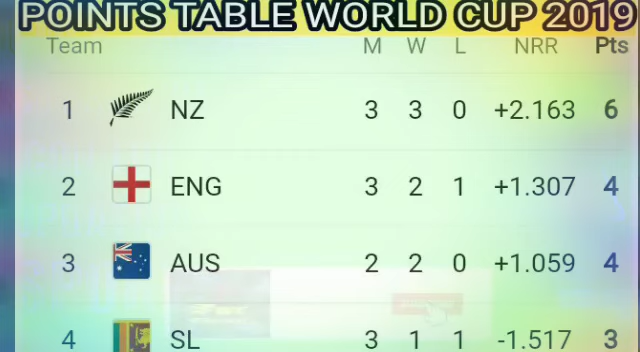 POINTS TABLE WORLD CUP 2019
Team M W L NRR Pts
1 NZ 3 3 0 +2.163 6
2 ENG 3 2 1 +1.307 4
3 AUS 2 2 0 +1.059 4
4 SL 3 1 1 -1.517 3